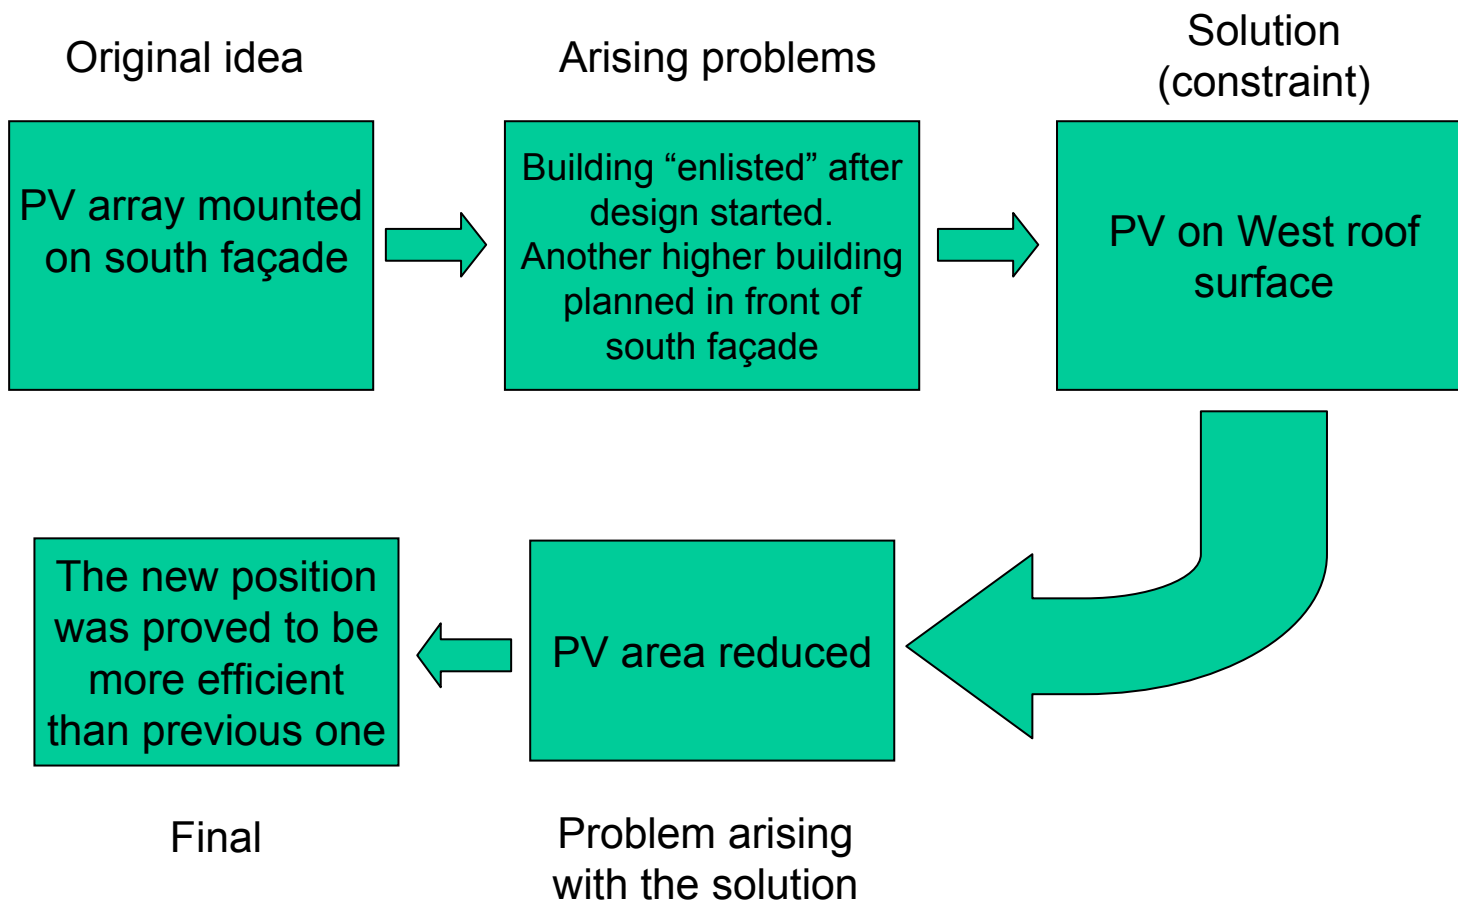 Original idea
Arising problems
Solution
(constraint)
PV array mounted
on south façade
Building “enlisted” after
design started.
Another higher building
planned in front of
south façade
PV on West roof
surface
The new position
was proved to be
more efficient
than previous one
PV area reduced
Final
Problem arising
with the solution